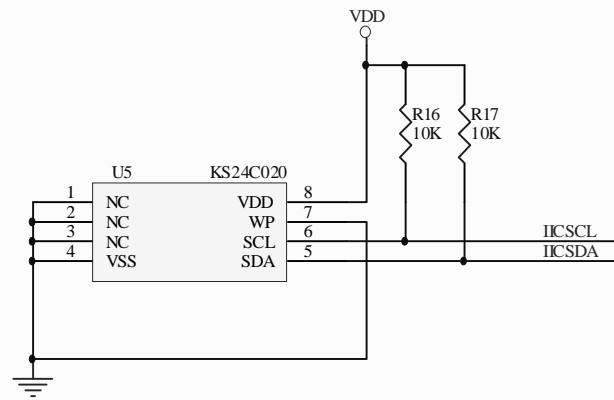 VDD
R16
10K
R17
10K
U5 KS24C020
1 NC VDD 8
2 NC WP 7
3 NC SCL 6 IICSCL
4 VSS SDA 5 IICSDA